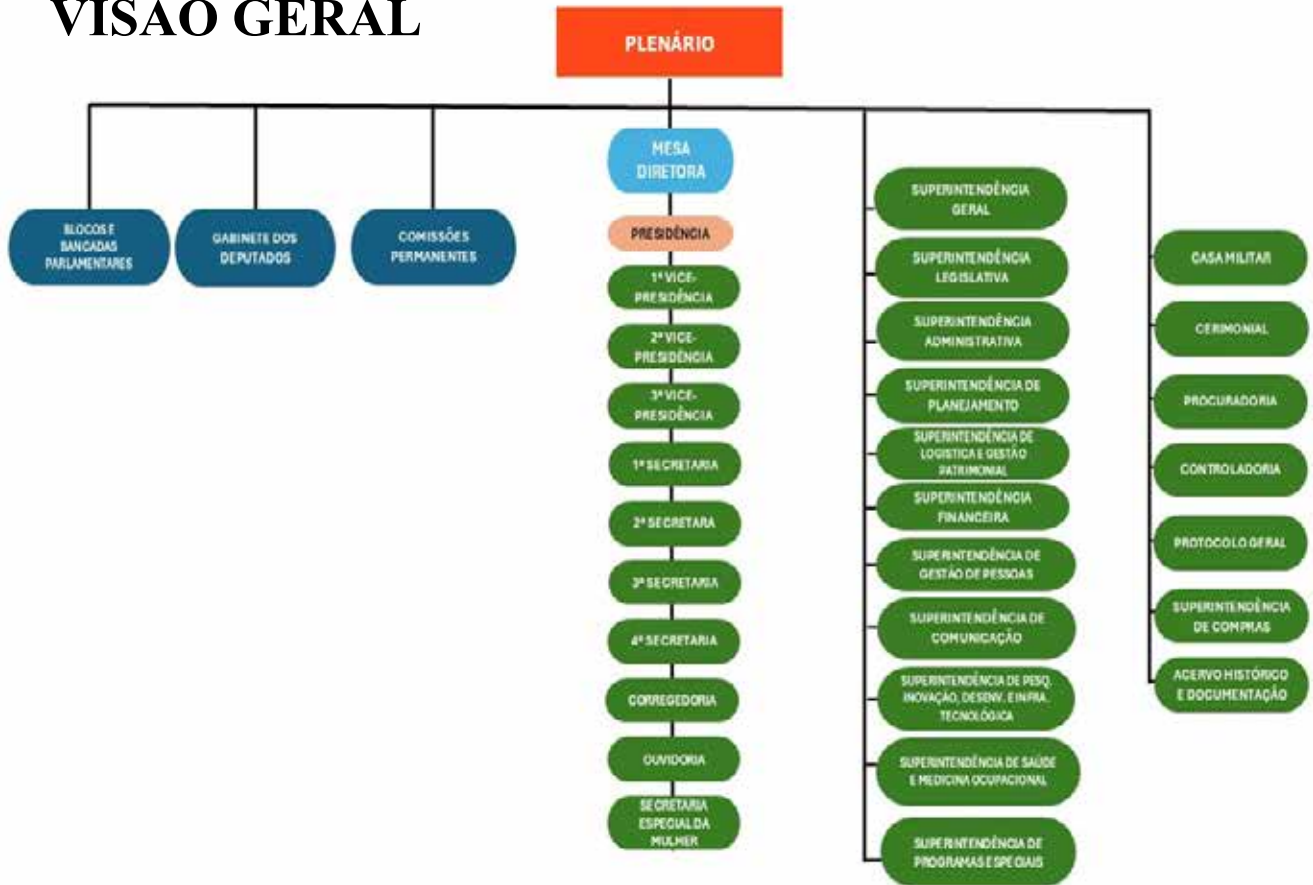 VISÃO GERAL
PLENÁRIO
MESA
DIRETORA
BLOCOS E
BANCADAS
PARLAMENTARES
GABINETE DOS
DEPUTADOS
COMISSÕES
PERMANENTES
PRESIDÊNCIA
1ª VICE-
PRESIDÊNCIA
2ª VICE-
PRESIDÊNCIA
3ª VICE-
PRESIDÊNCIA
1ª SECRETARIA
2ª SECRETARA
3ª SECRETARIA
4ª SECRETARIA
CORREGEDORIA
OUVIDORIA
SECRETARIA
ESPECIAL DA
MULHER
SUPERINTENDÊNCIA
GERAL
SUPERINTENDÊNCIA
LEGISLATIVA
SUPERINTENDÊNCIA
ADMINISTRATIVA
SUPERINTENDÊNCIA DE
PLANEJAMENTO
SUPERINTENDÊNCIA DE
LOGISTICA E GESTÃO
PATRIMONIAL
SUPERINTENDÊNCIA
FINANCEIRA
SUPERINTENDÊNCIA DE
GESTÃO DE PESSOAS
SUPERINTENDÊNCIA DE
COMUNICAÇÃO
SUPERINTENDÊNCIA DE PESQ.
INOVAÇÃO, DESENV. E INFRA.
TECNOLÓGICA
SUPERINTENDÊNCIA DE SAÚDE
E MEDICINA OCUPACIONAL
SUPERINTENDÊNCIA DE
PROGRAMAS ESPECIAIS
CASA MILITAR
CERIMONIAL
PROCURADORIA
CONTROLADORIA
PROTOCOLO GERAL
SUPERINTENDÊNCIA
DE COMPRAS
ACERVO HISTÓRICO
E DOCUMENTAÇÃO